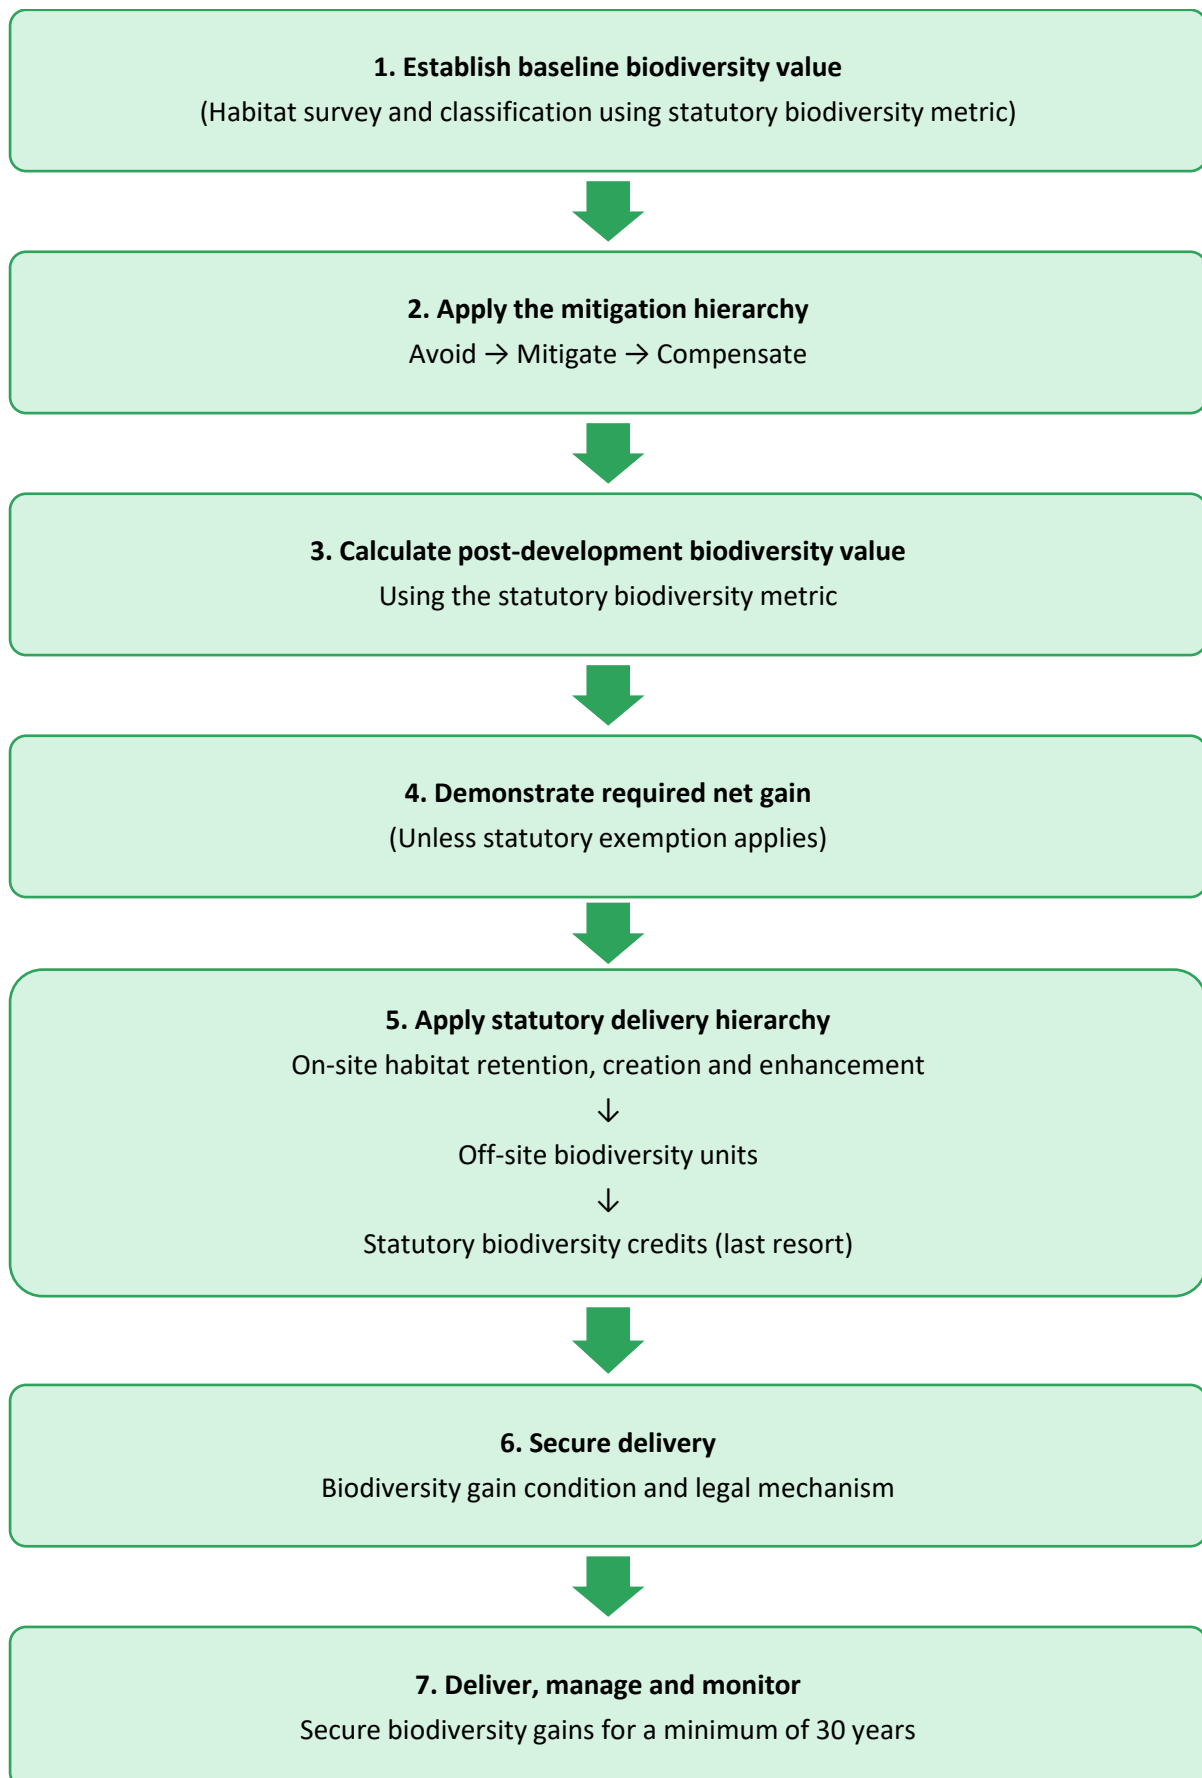 1. Establish baseline biodiversity value
(Habitat survey and classification using statutory biodiversity metric)
2. Apply the mitigation hierarchy
Avoid → Mitigate → Compensate
3. Calculate post-development biodiversity value
Using the statutory biodiversity metric
4. Demonstrate required net gain
(Unless statutory exemption applies)
5. Apply statutory delivery hierarchy
On-site habitat retention, creation and enhancement
↓
Off-site biodiversity units
↓
Statutory biodiversity credits (last resort)
6. Secure delivery
Biodiversity gain condition and legal mechanism
7. Deliver, manage and monitor
Secure biodiversity gains for a minimum of 30 years